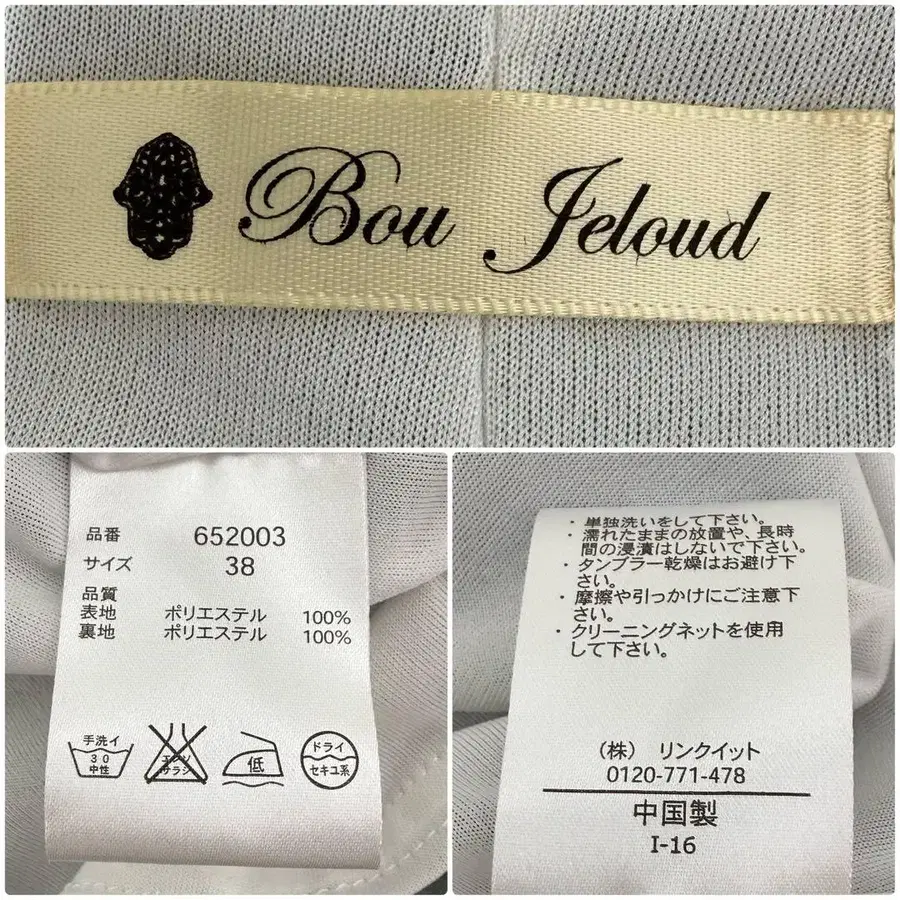 Bou Jeloud
品番 652003
サイズ 38
品質
表地 ポリエステル 100%
裏地 ポリエステル 100%
手洗イ
30
中性
エンソ
サラシ
低
ドライ
セキユ系
・単独洗いをして下さい。
・濡れたままの放置や、長時
間の浸漬はしないで下さい。
・タンブラー乾燥はお避け下
さい。
・摩擦や引っかけにご注意下
さい。
・クリーニングネットを使用
して下さい。
（株） リンクイット
0120-771-478
中国製
I-16